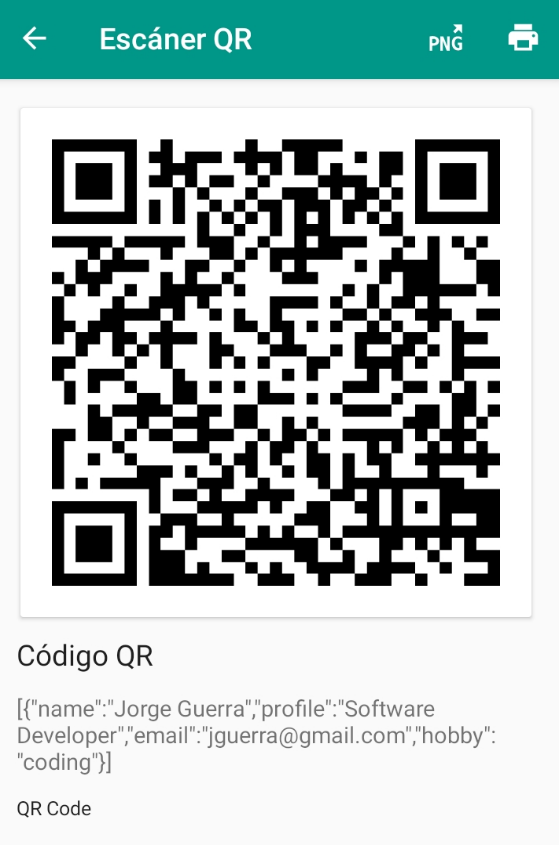 Escáner QR
PNG
Código QR
[{"name":"Jorge Guerra","profile":"Software
Developer","email":"jguerra@gmail.com","hobby":
"coding"}]
QR Code